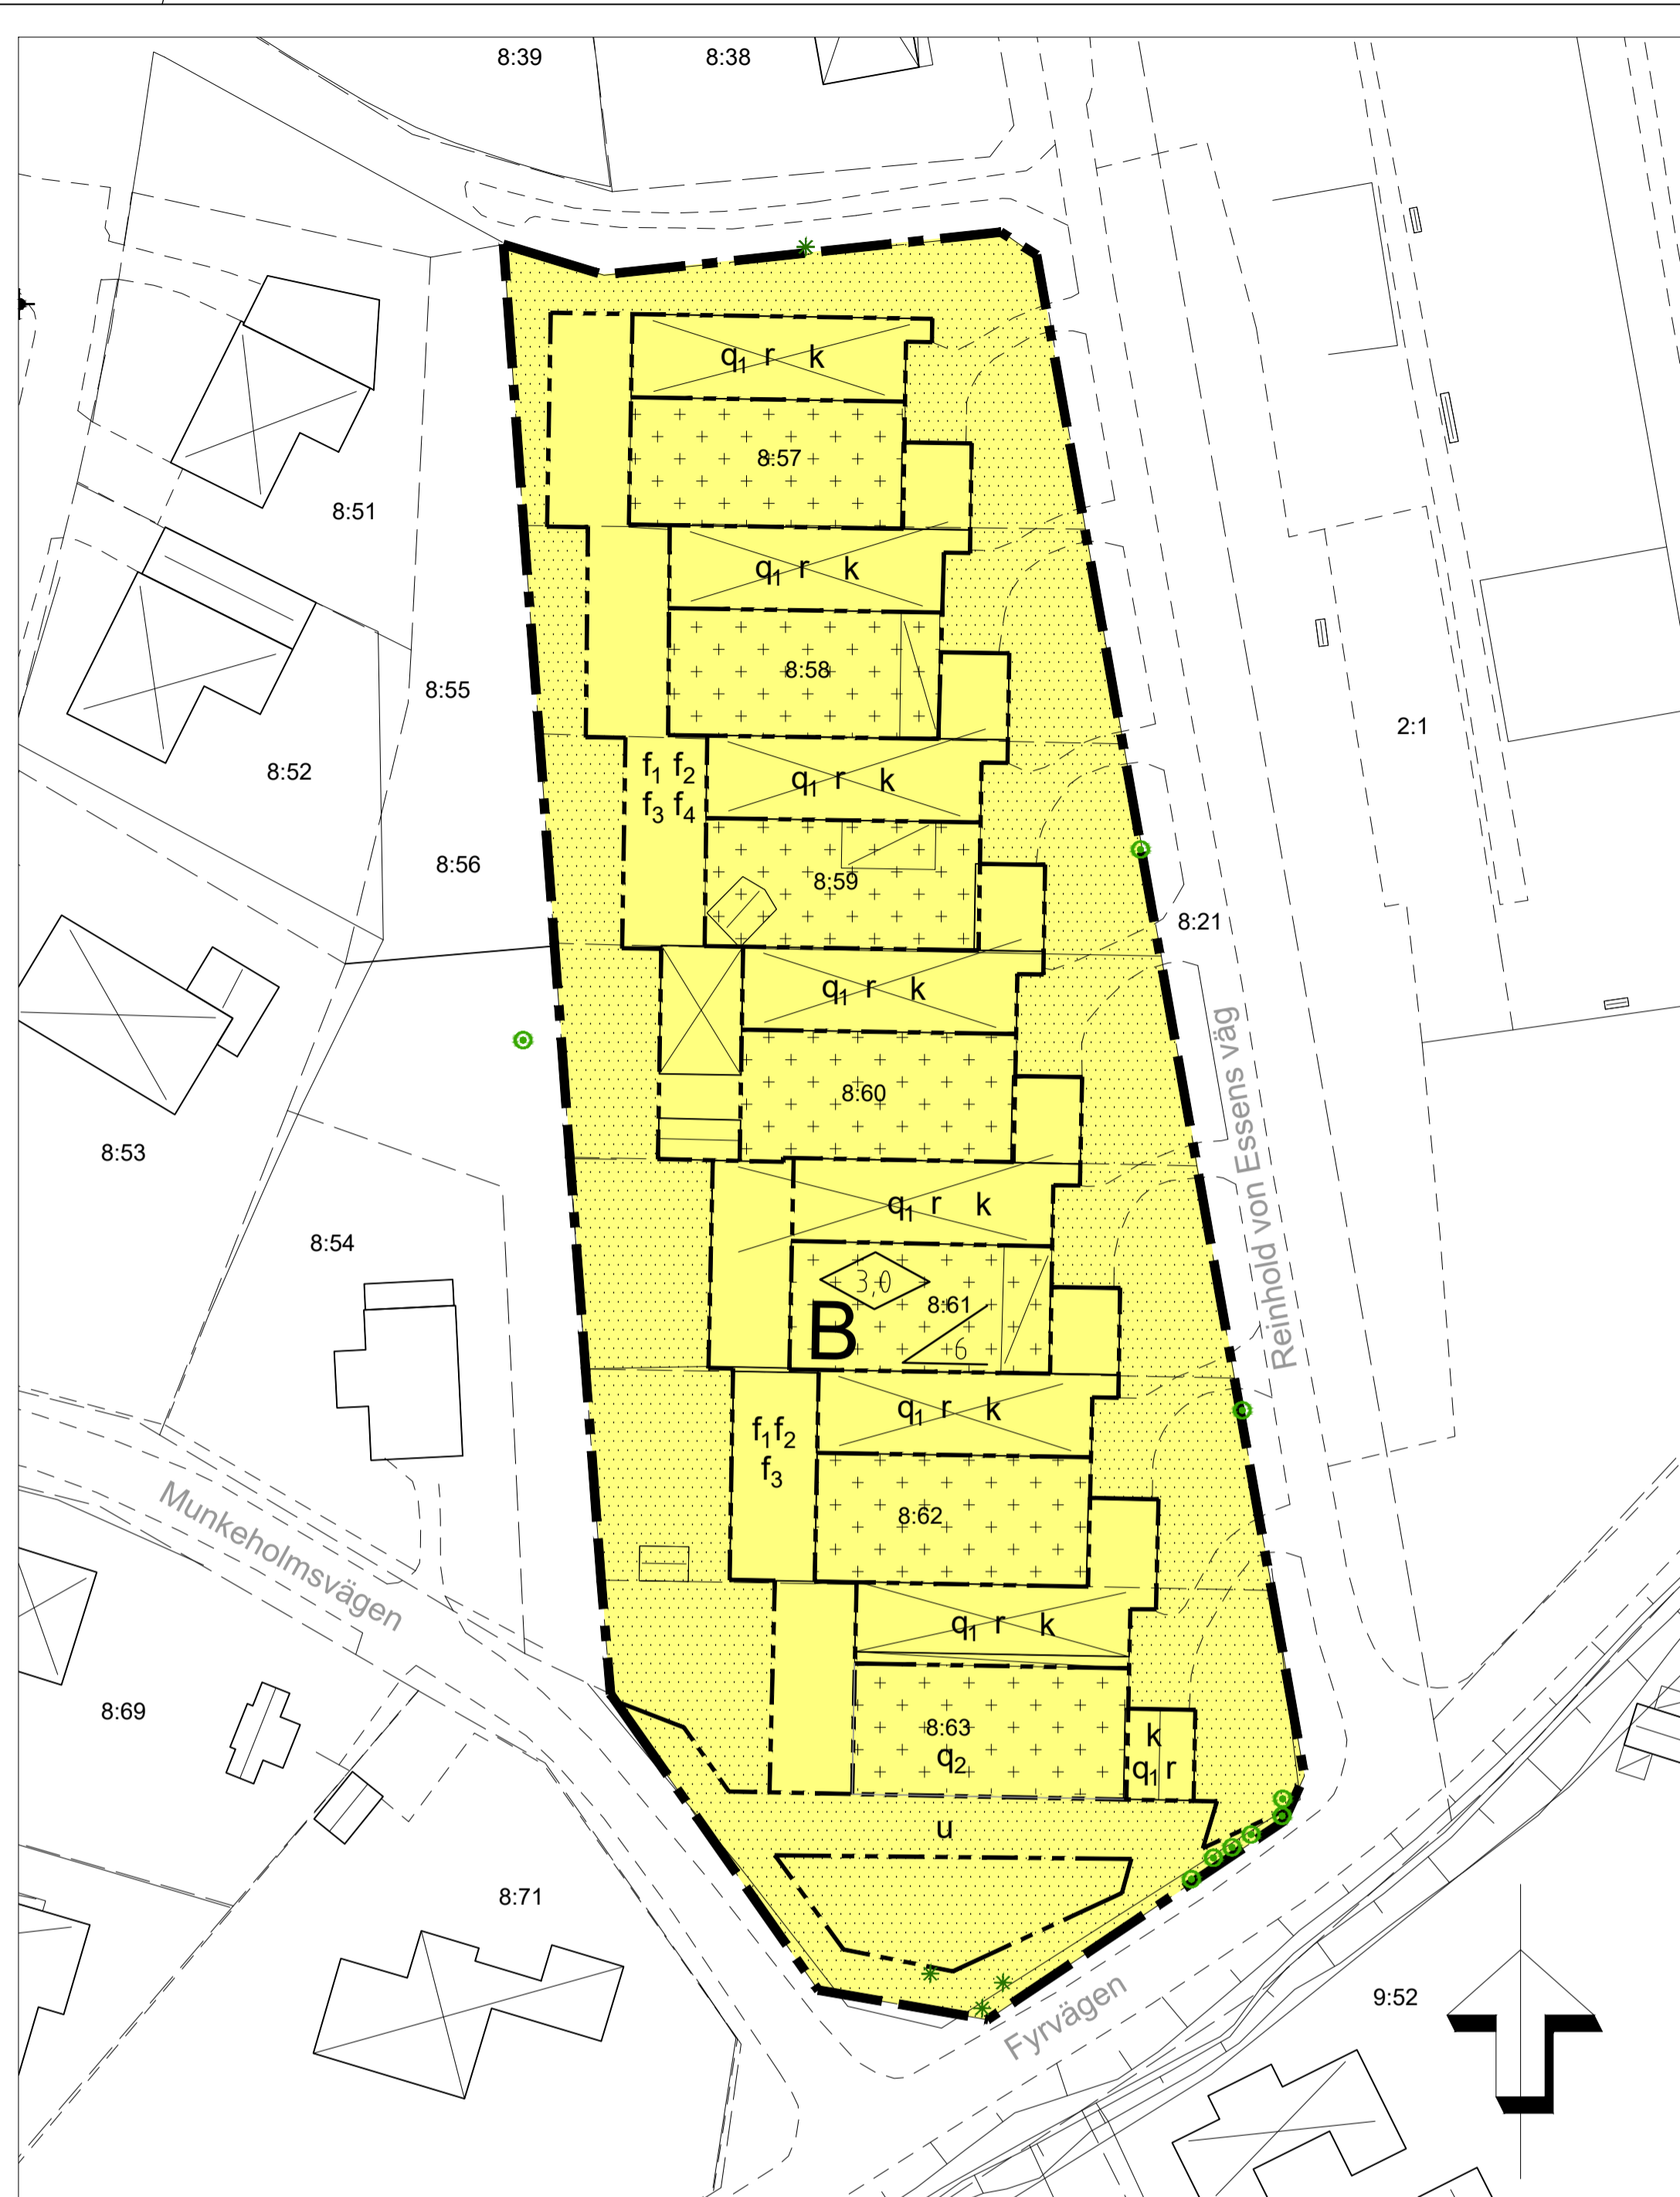 8:39 8:38
q1 r k
8:57
8:51
q1 r k
8:58
8:55
2:1
f1 f2
f3 f4
q1 r k
8:52
8:56
8:59
8:21
q1 r k
8:60
Reinhold von Essens väg
8:53
q1 r k
8:54
3,0
8:61
B
6
q1 r k
f1 f2
f3
8:62
Munkeholmsvägen
q1 r k
8:69
8:63
q2
k
q1 r
u
8:71
9:52
Fyrvägen